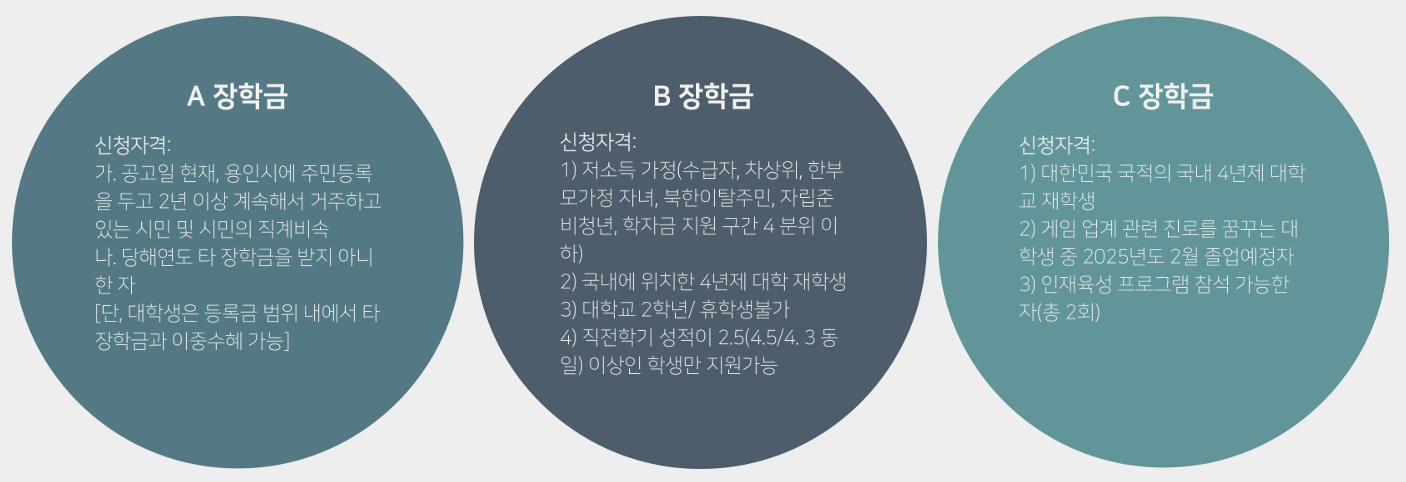 A 장학금
신청자격:
가. 공고일 현재, 용인시에 주민등록
을 두고 2년 이상 계속해서 거주하고
있는 시민 및 시민의 직계비속
나. 당해연도 타 장학금을 받지 아니
한 자
[단, 대학생은 등록금 범위 내에서 타
장학금과 이중수혜 가능]
B 장학금
신청자격:
1) 저소득 가정(수급자, 차상위, 한부
모가정 자녀, 북한이탈주민, 자립준
비청년, 학자금 지원 구간 4 분위 이
하)
2) 국내에 위치한 4년제 대학 재학생
3) 대학교 2학년/ 휴학생불가
4) 직전학기 성적이 2.5(4.5/4. 3 동
일) 이상인 학생만 지원가능
C 장학금
신청자격:
1) 대한민국 국적의 국내 4년제 대학
교 재학생
2) 게임 업계 관련 진로를 꿈꾸는 대
학생 중 2025년도 2월 졸업예정자
3) 인재육성 프로그램 참석 가능한
자(총 2회)